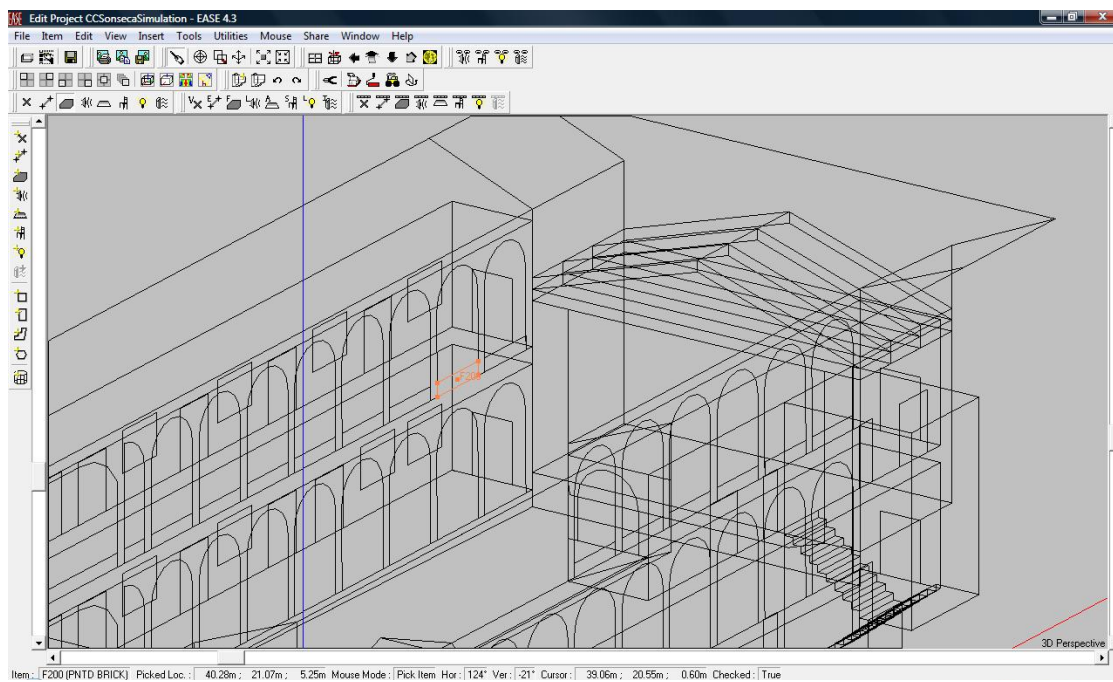 EASE Edit Project CCSonsecaSimulation - EASE 4.3
File Item Edit View Insert Tools Utilities Mouse Share Window Help
F200
3D Perspective
Item : F200 (PNTD BRICK) Picked Loc. : 40.28m ; 21.07m ; 5.25m Mouse Mode : Pick Item Hor : 124° Ver : -21° Cursor : 39.06m ; 20.55m ; 0.60m Checked : True